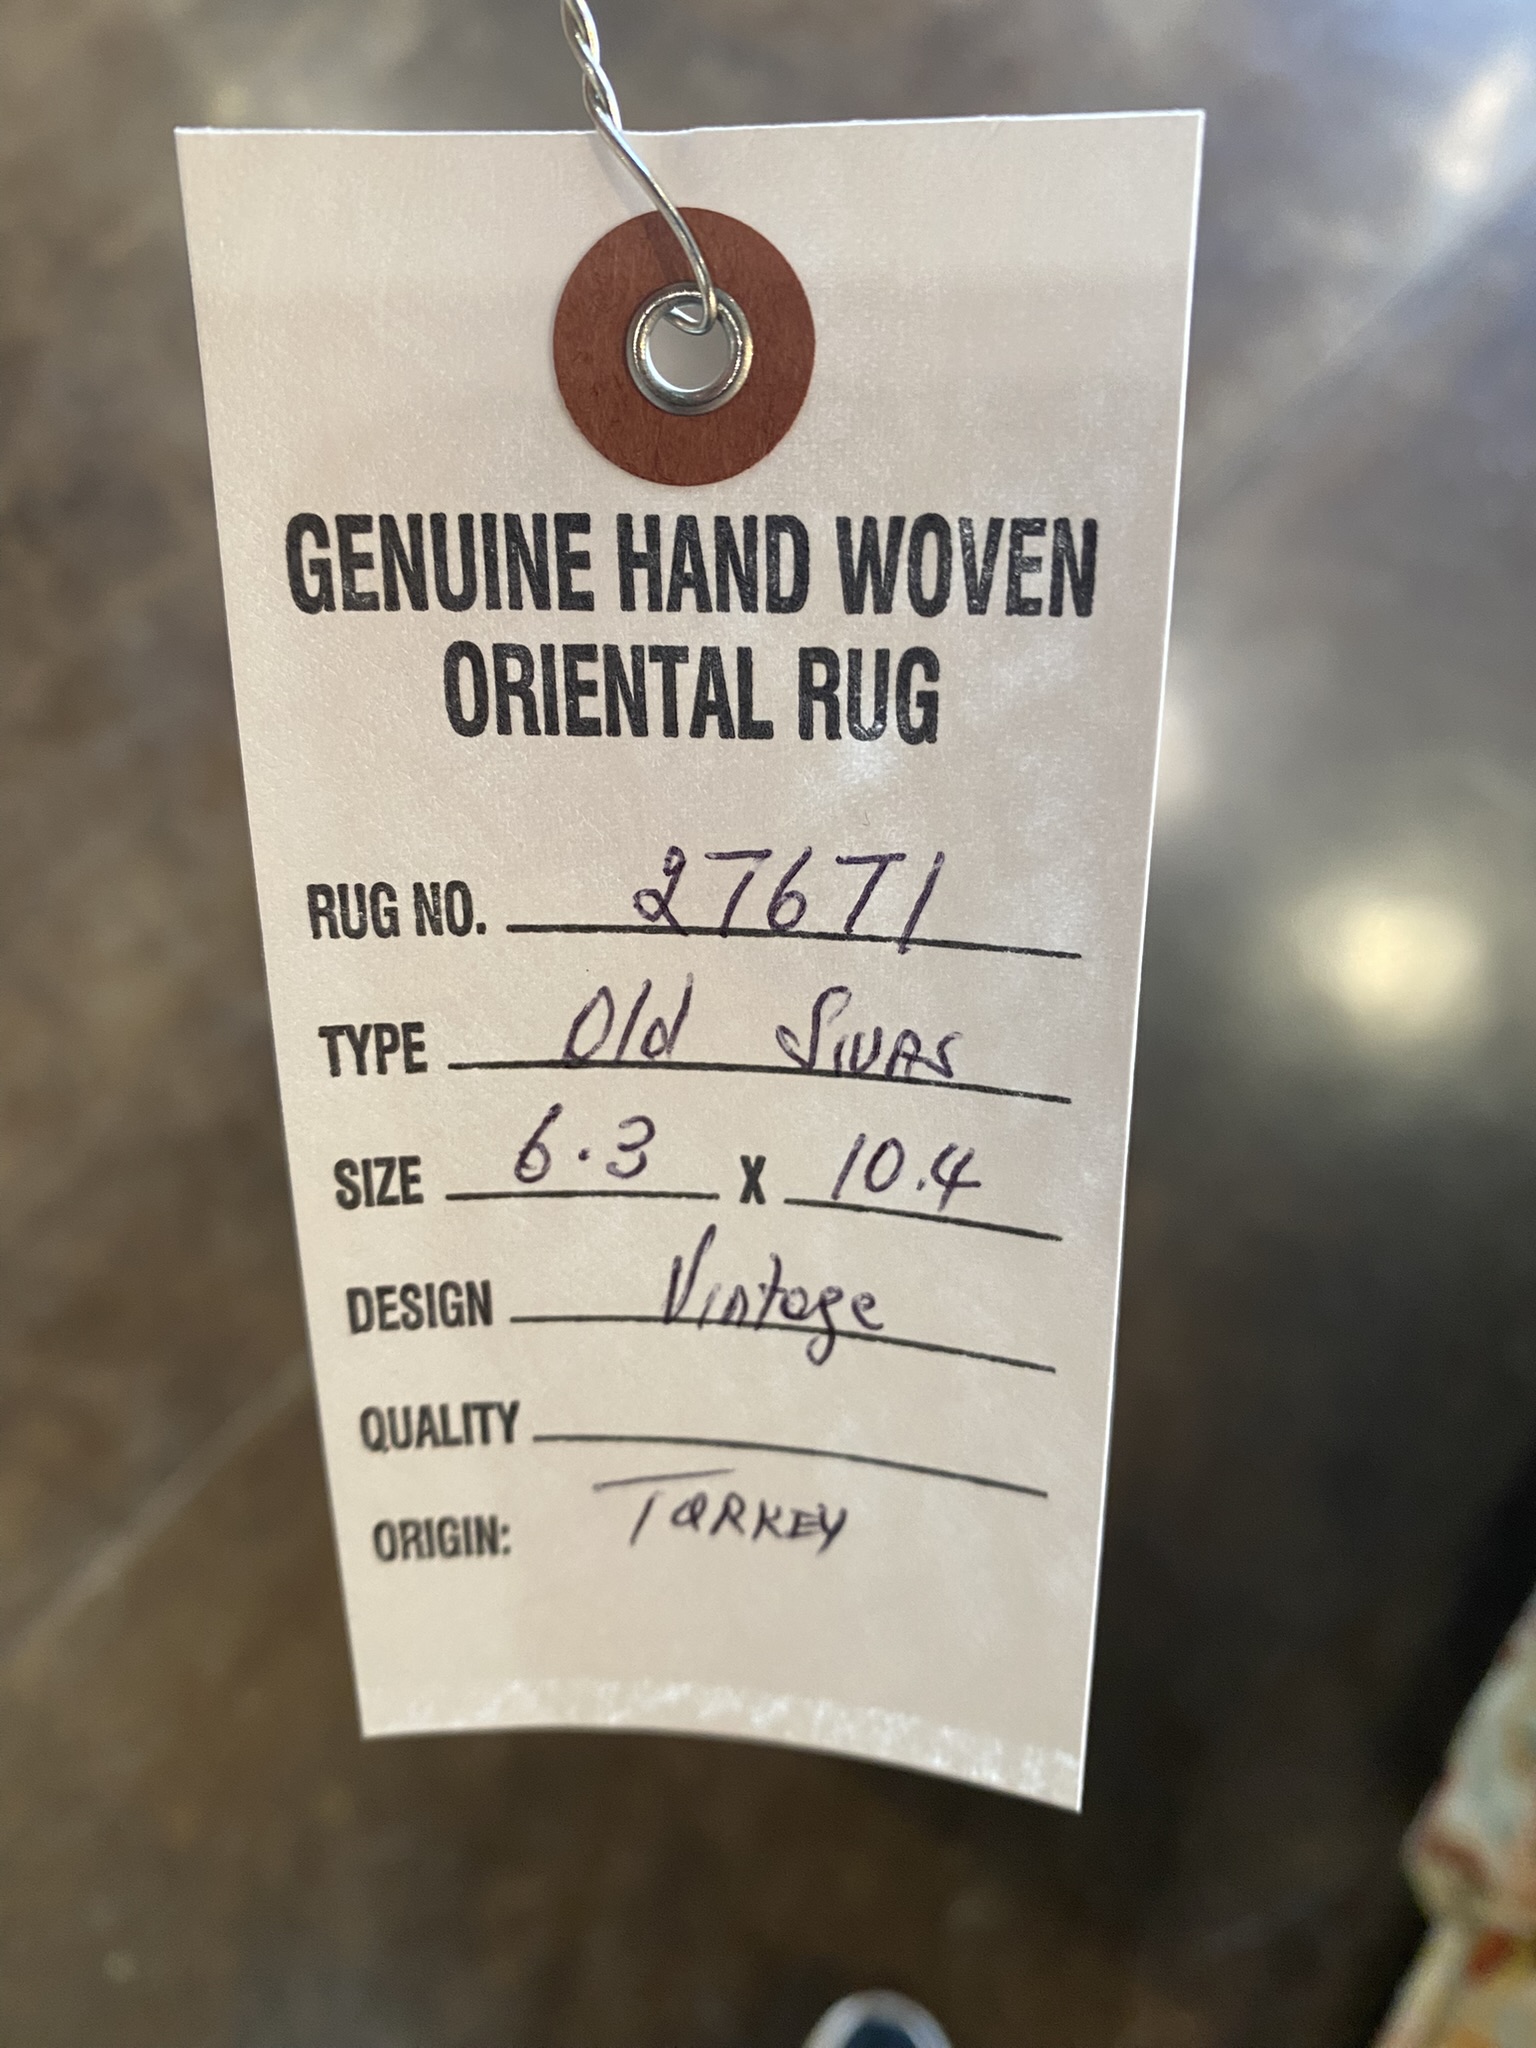 GENUINE HAND WOVEN
ORIENTAL RUG
RUG NO. 27671
TYPE Old Sivas
SIZE 6.3 X 10.4
DESIGN Vintage
QUALITY
ORIGIN: TURKEY